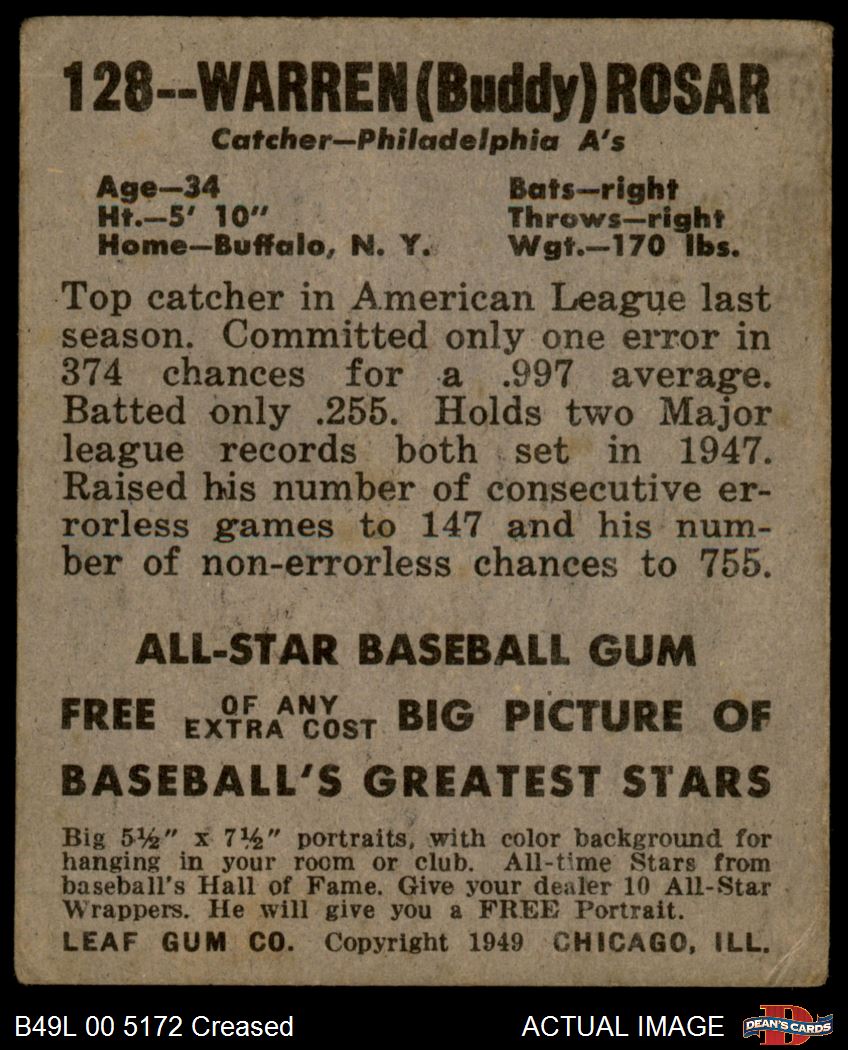 128--WARREN (Buddy) ROSAR
Catcher—Philadelphia A's
Age—34
Ht.—5' 10"
Home—Buffalo, N. Y.
Bats—right
Throws—right
Wgt.—170 lbs.
Top catcher in American League last
season. Committed only one error in
374 chances for a .997 average.
Batted only .255. Holds two Major
league records both set in 1947.
Raised his number of consecutive er-
rorless games to 147 and his num-
ber of non-errorless chances to 755.
ALL-STAR BASEBALL GUM
FREE OF ANY EXTRA COST BIG PICTURE OF
BASEBALL'S GREATEST STARS
Big 5½" x 7½" portraits, with color background for
hanging in your room or club. All-time Stars from
baseball's Hall of Fame. Give your dealer 10 All-Star
Wrappers. He will give you a FREE Portrait.
LEAF GUM CO. Copyright 1949 CHICAGO, ILL.
B49L 00 5172 Creased
ACTUAL IMAGE
D
DEAN'S CARDS